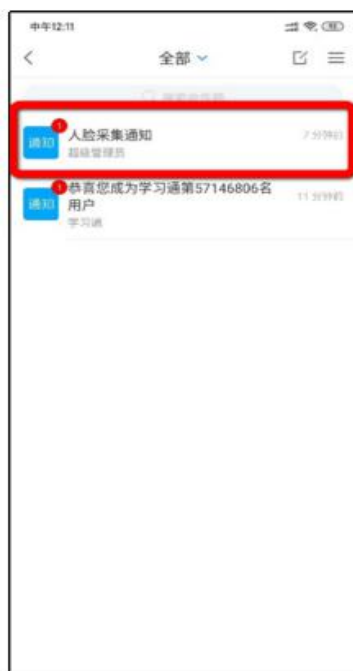 中午12:11
全部
通知
1
人脸采集通知
7分钟前
超级管理员
通知
1
恭喜您成为学习通第57146806名
用户
11分钟前
学习通